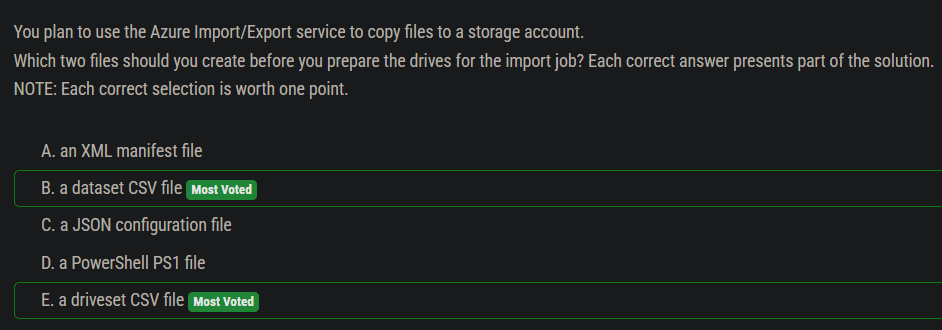 You plan to use the Azure Import/Export service to copy files to a storage account.
Which two files should you create before you prepare the drives for the import job? Each correct answer presents part of the solution.
NOTE: Each correct selection is worth one point.
A. an XML manifest file
B. a dataset CSV file Most Voted
C. a JSON configuration file
D. a PowerShell PS1 file
E. a driveset CSV file Most Voted